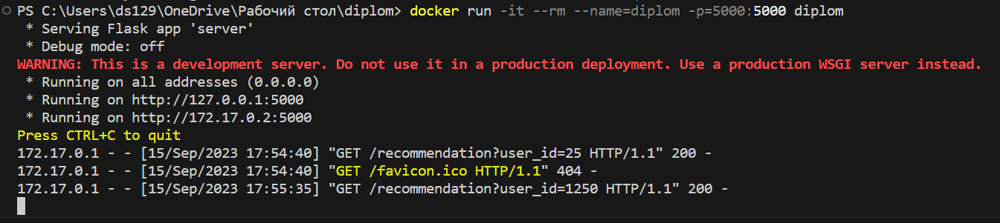 PS C:\Users\ds129\OneDrive\Рабочий стол\diplom> docker run -it --rm --name=diplom -p=5000:5000 diplom
* Serving Flask app 'server'
* Debug mode: off
WARNING: This is a development server. Do not use it in a production deployment. Use a production WSGI server instead.
* Running on all addresses (0.0.0.0)
* Running on http://127.0.0.1:5000
* Running on http://172.17.0.2:5000
Press CTRL+C to quit
172.17.0.1 - - [15/Sep/2023 17:54:40] "GET /recommendation?user_id=25 HTTP/1.1" 200 -
172.17.0.1 - - [15/Sep/2023 17:54:40] "GET /favicon.ico HTTP/1.1" 404 -
172.17.0.1 - - [15/Sep/2023 17:55:35] "GET /recommendation?user_id=1250 HTTP/1.1" 200 -